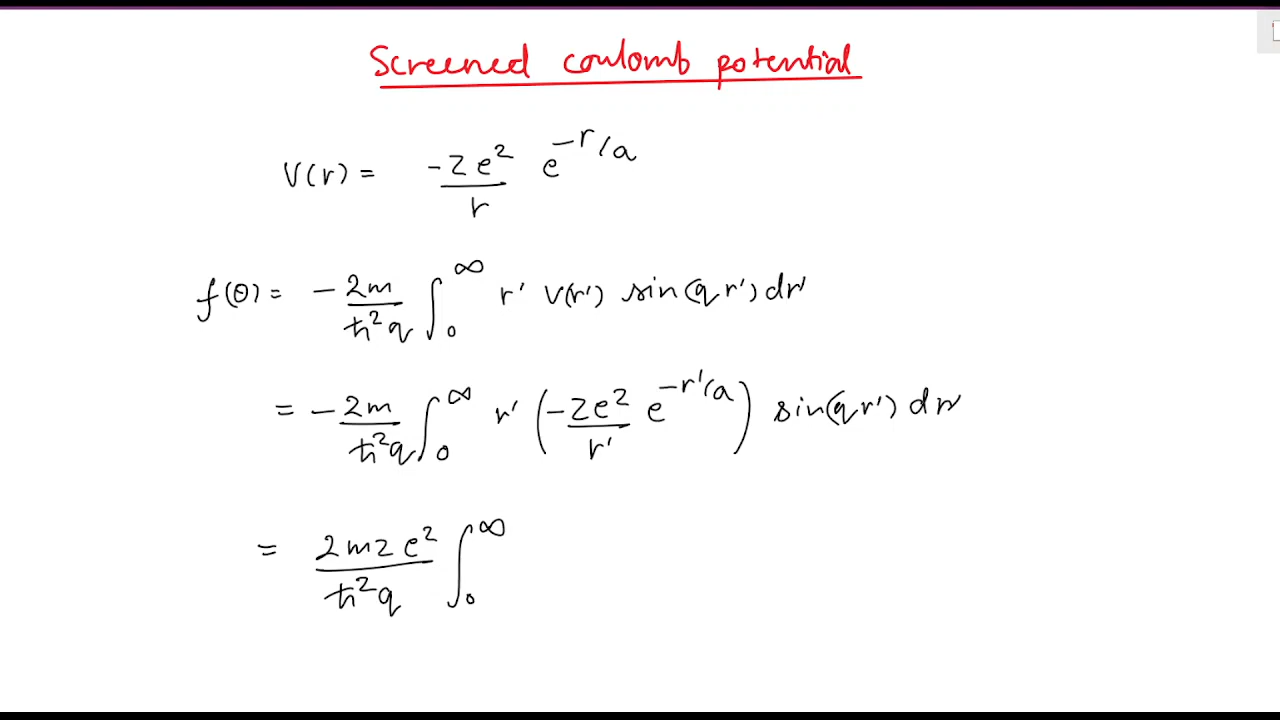 Screened coulomb potential
V(r) = -Ze²/r e^{-r/a}
f(θ) = -2m/ħ²q ∫₀^∞ r' V(r') sin(qr') dr'
= -2m/ħ²q ∫₀^∞ r' (-Ze²/r' e^{-r'/a}) sin(qr') dr'
= 2mze²/ħ²q ∫₀^∞